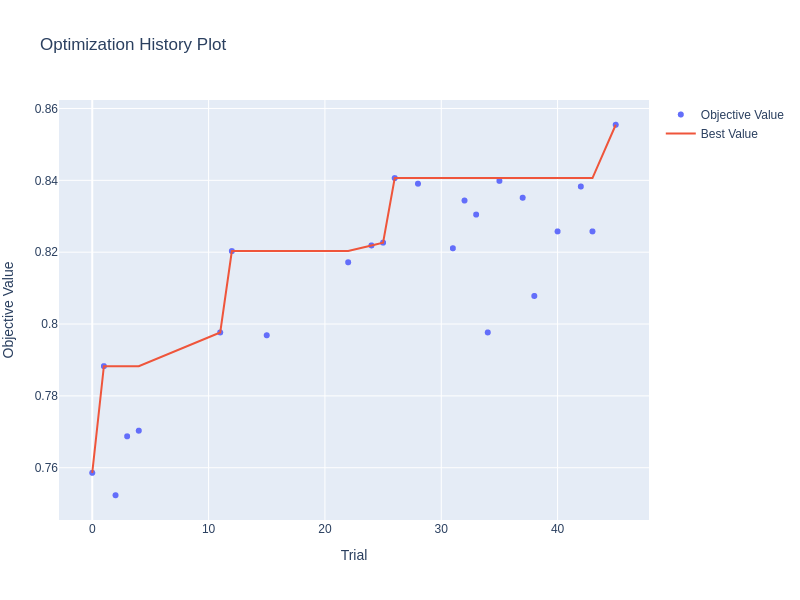 Optimization History Plot
Objective Value
Best Value
0.86
0.84
0.82
0.8
0.78
0.76
Objective Value
0 10 20 30 40
Trial